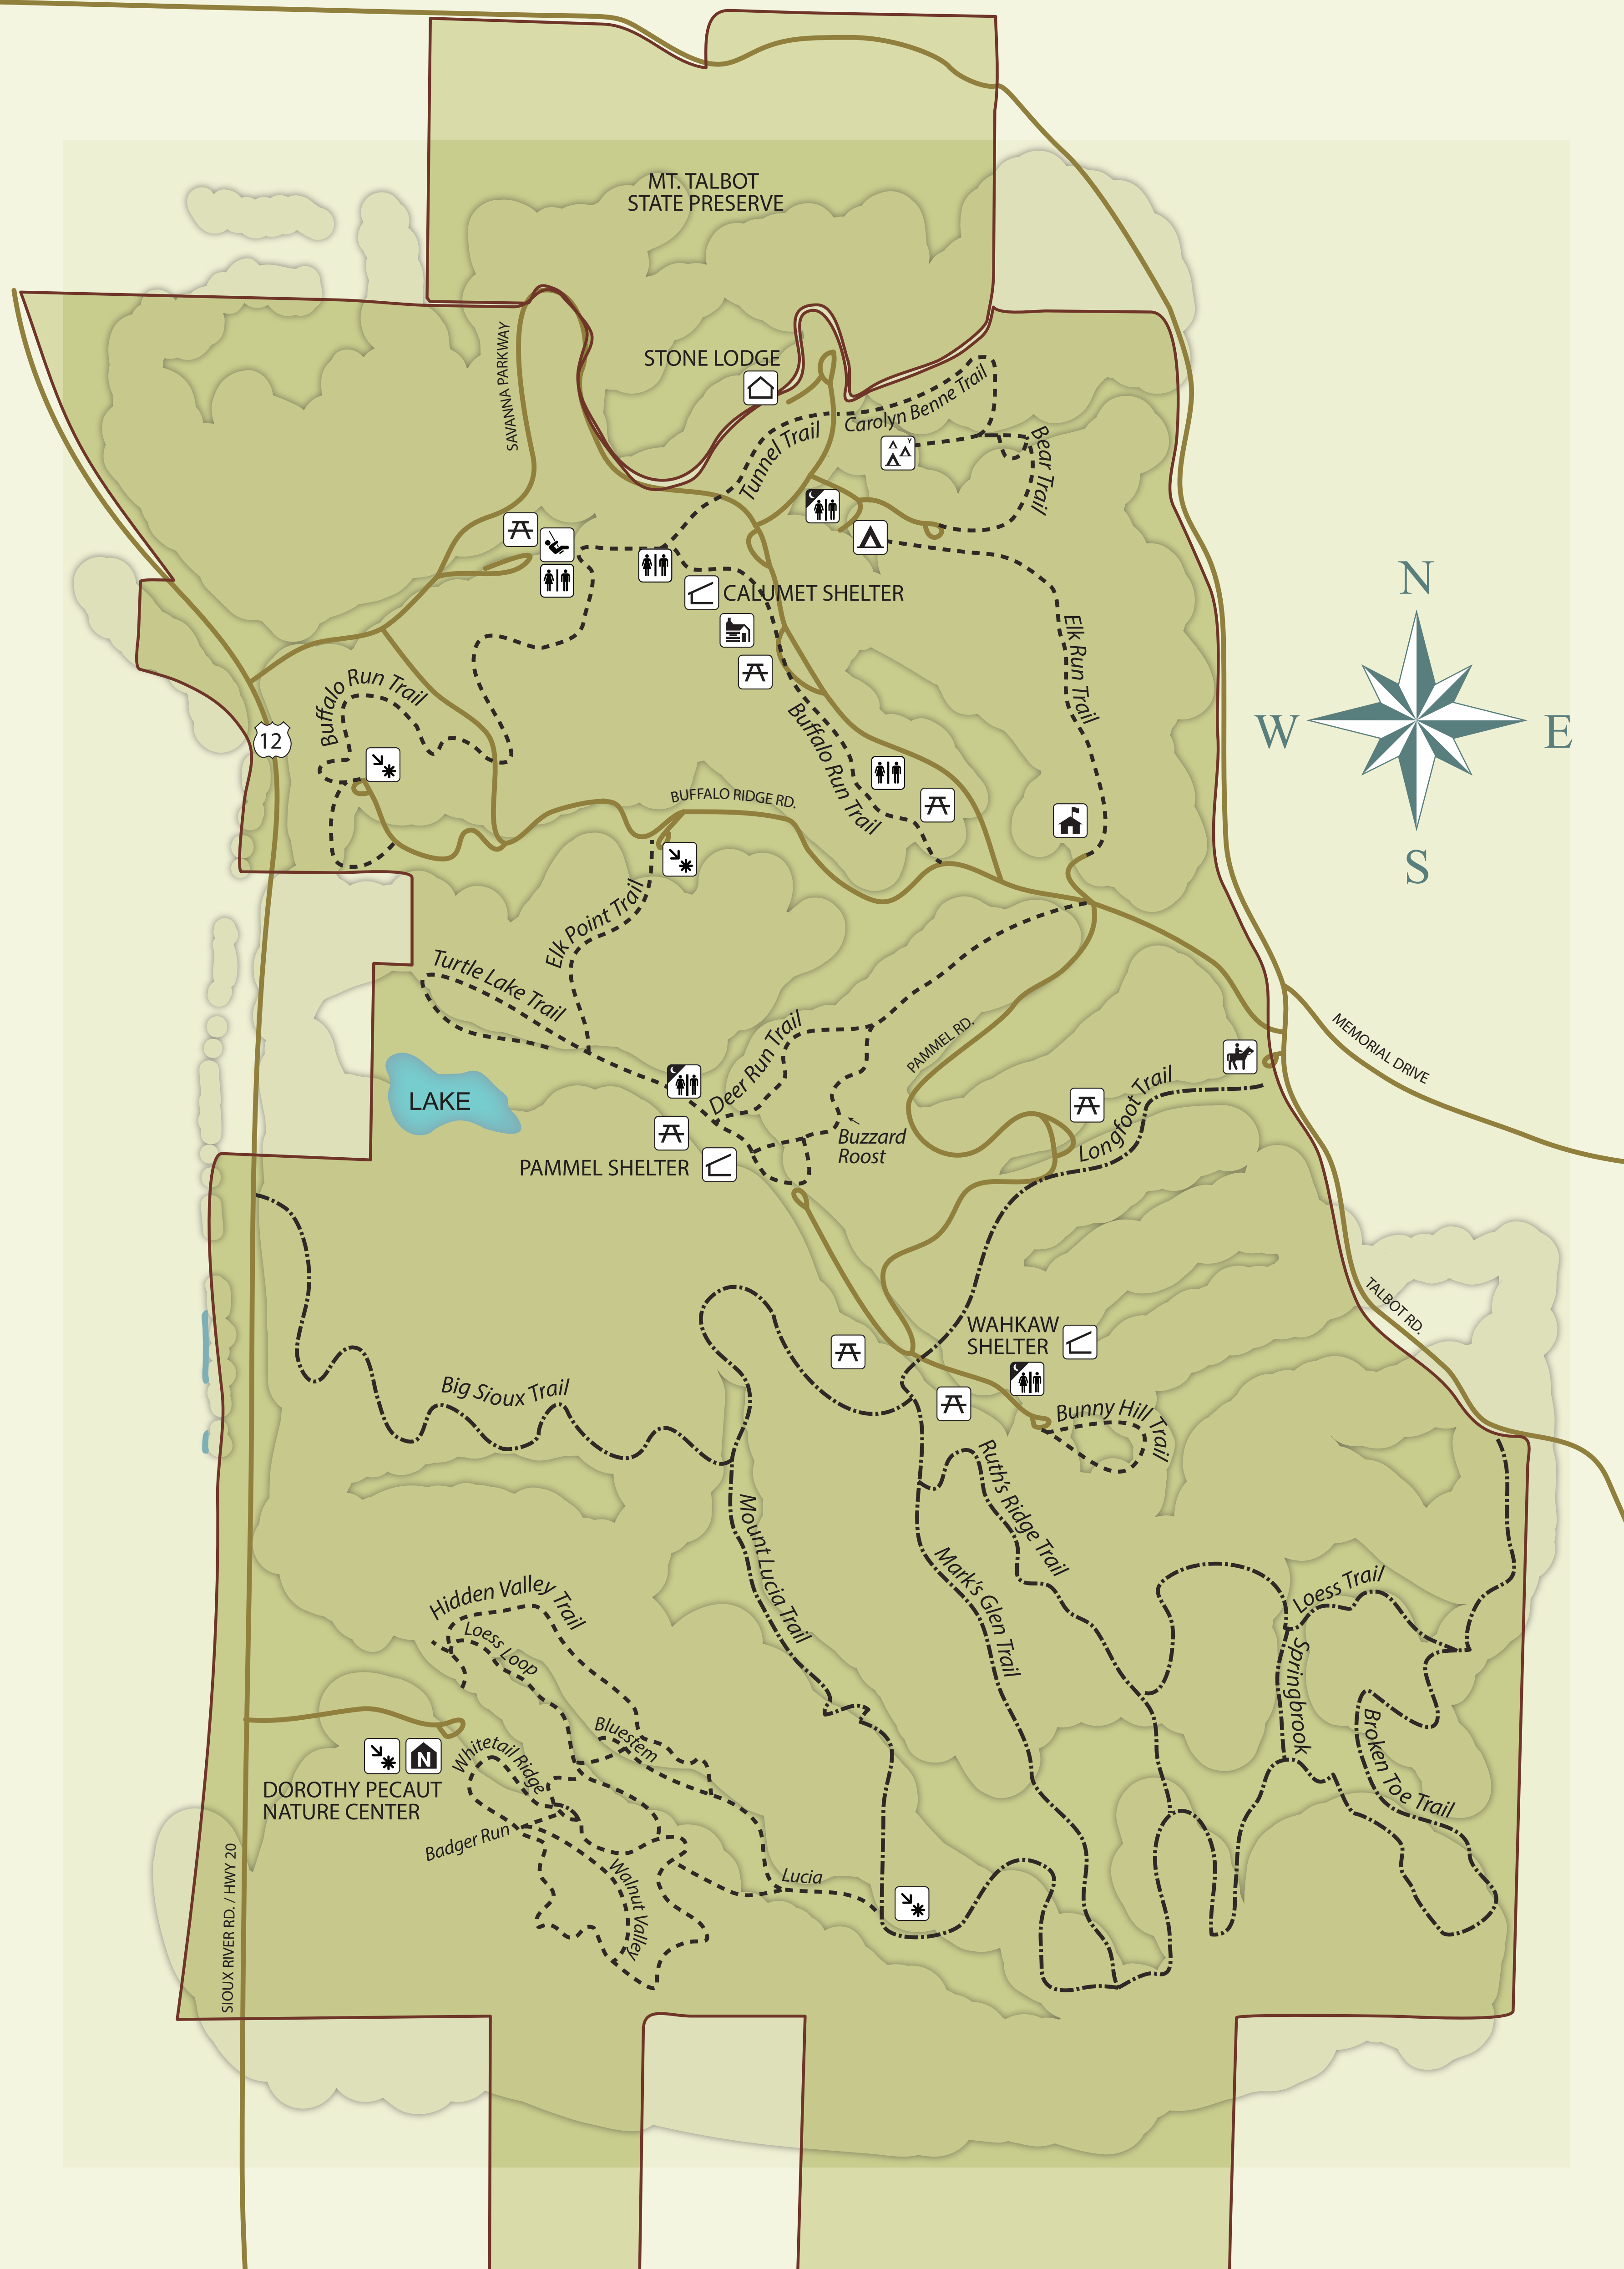 MT. TALBOT
STATE PRESERVE
SAVANNA PARKWAY
STONE LODGE
Carolyn Benne Trail
Tunnel Trail
Y
Bear Trail
CALUMET SHELTER
N
W
E
S
Elk Run Trail
Buffalo Run Trail
12
Buffalo Run Trail
BUFFALO RIDGE RD.
Elk Point Trail
Turtle Lake Trail
LAKE
Deer Run Trail
PAMMEL RD.
MEMORIAL DRIVE
Buzzard
Roost
Longfoot Trail
PAMMEL SHELTER
TALBOT RD.
WAHKAW
SHELTER
Big Sioux Trail
Bunny Hill Trail
Ruth's Ridge Trail
Mount Lucia Trail
Mark's Glen Trail
Hidden Valley Trail
Loess Loop
Loess Trail
Springbrook
Broken Toe Trail
Bluestem
Whitetail Ridge
N
DOROTHY PECAUT
NATURE CENTER
Badger Run
Walnut Valley
Lucia
SIOUX RIVER RD. / HWY 20